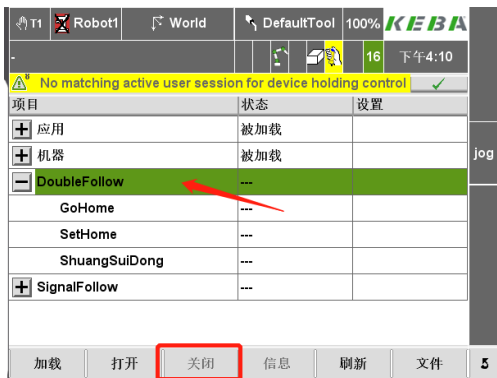 T1 Robot1 World DefaultTool 100% KEBA
- 16 下午4:10
No matching active user session for device holding control
项目 状态 设置
应用 被加载
机器 被加载
jog
DoubleFollow ---
GoHome ---
SetHome ---
ShuangSuiDong ---
SignalFollow ---
加载 打开 关闭 信息 刷新 文件 5